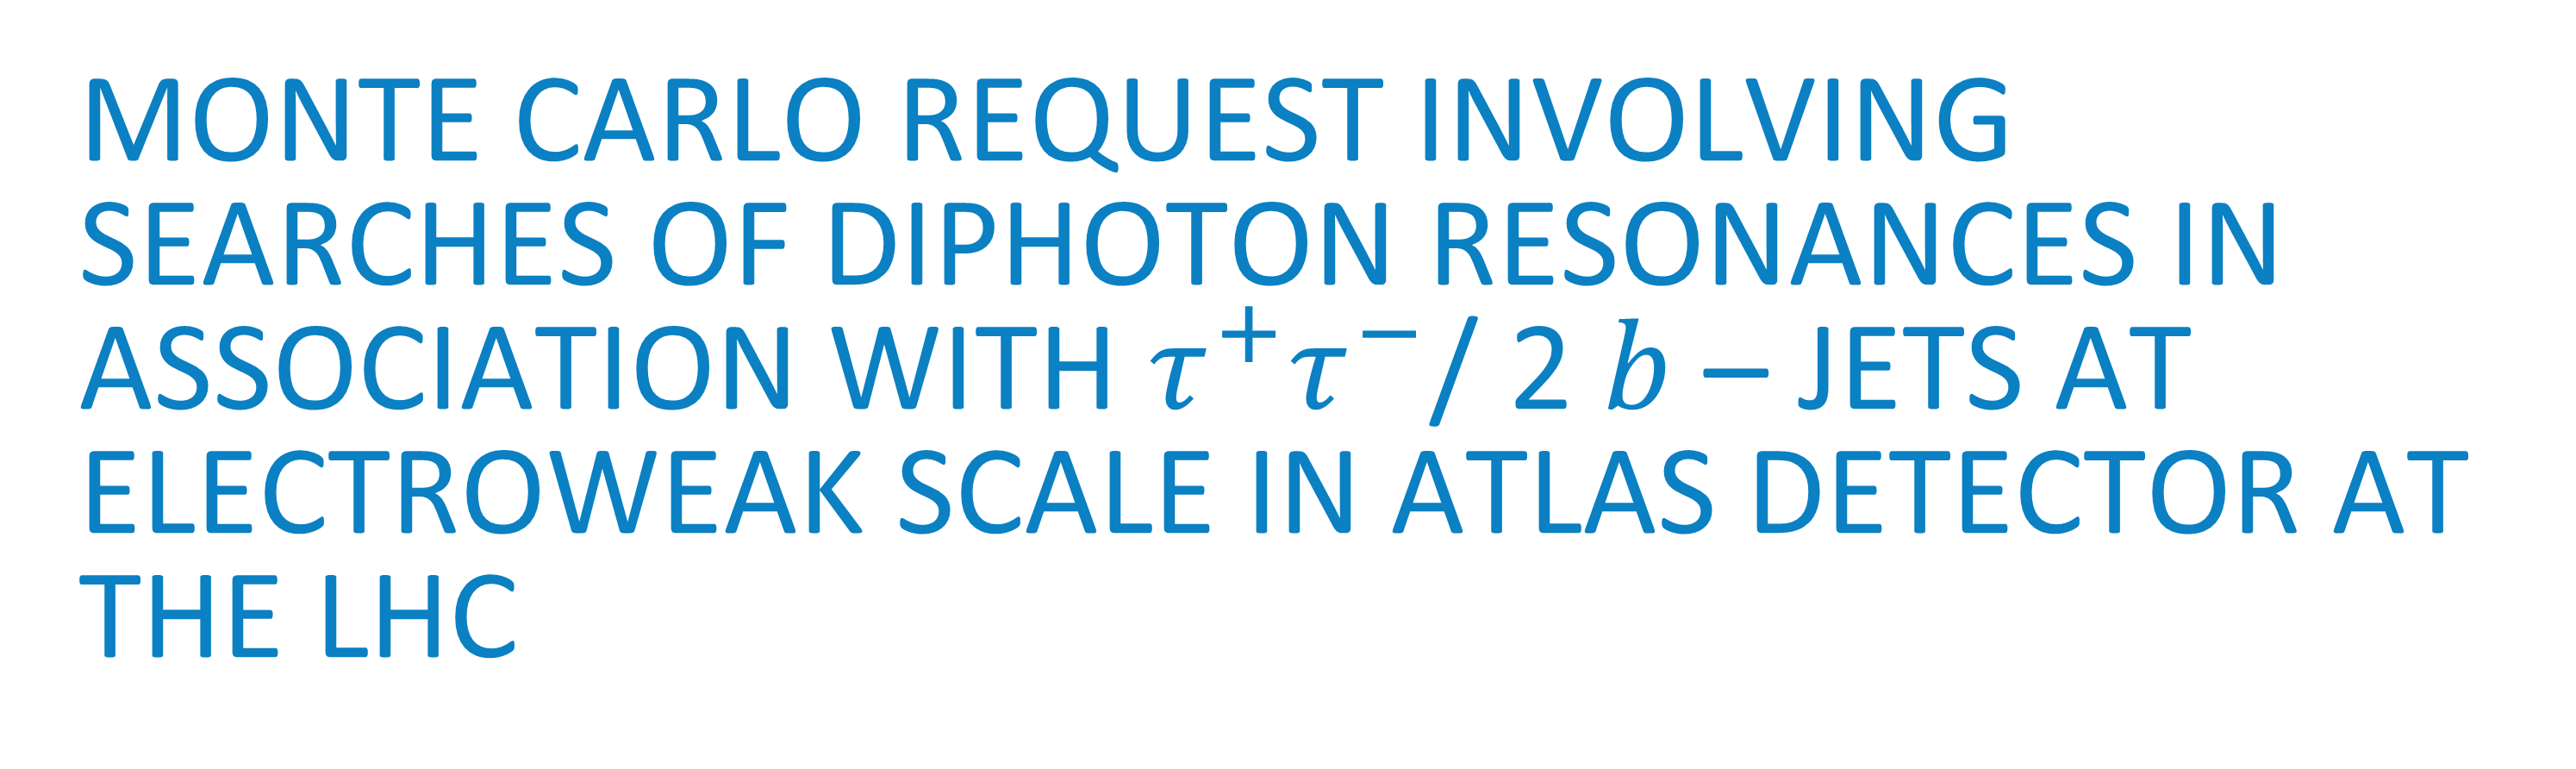 MONTE CARLO REQUEST INVOLVING
SEARCHES OF DIPHOTON RESONANCES IN
ASSOCIATION WITH τ⁺τ⁻/ 2 b – JETS AT
ELECTROWEAK SCALE IN ATLAS DETECTOR AT
THE LHC